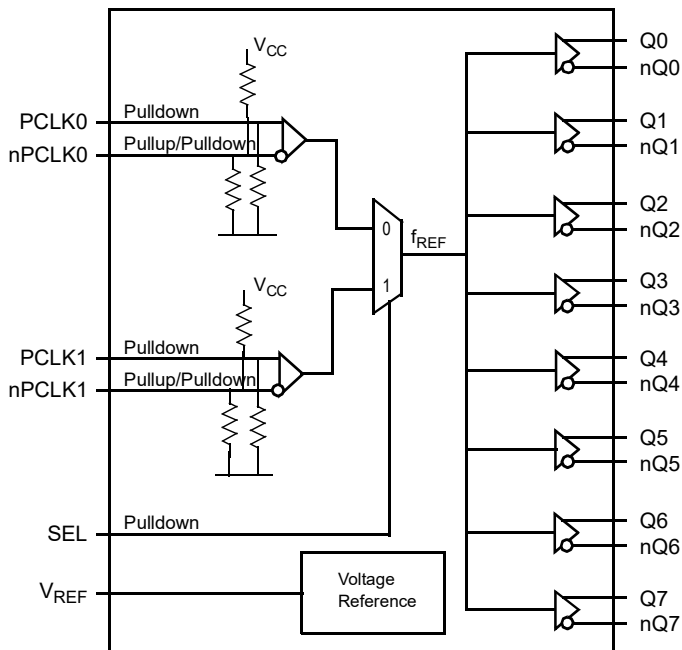 V_CC
PCLK0
Pulldown
nPCLK0
Pullup/Pulldown
0
f_REF
1
V_CC
PCLK1
Pulldown
nPCLK1
Pullup/Pulldown
SEL
Pulldown
V_REF
Voltage
Reference
Q0
nQ0
Q1
nQ1
Q2
nQ2
Q3
nQ3
Q4
nQ4
Q5
nQ5
Q6
nQ6
Q7
nQ7